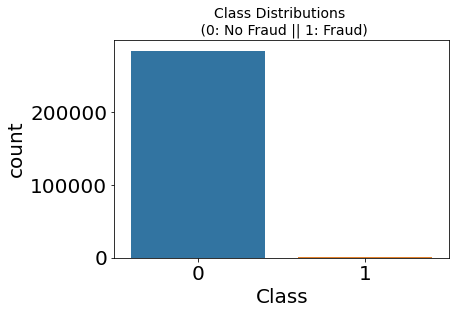 Class Distributions
(0: No Fraud || 1: Fraud)
count
200000
100000
0
0 1
Class